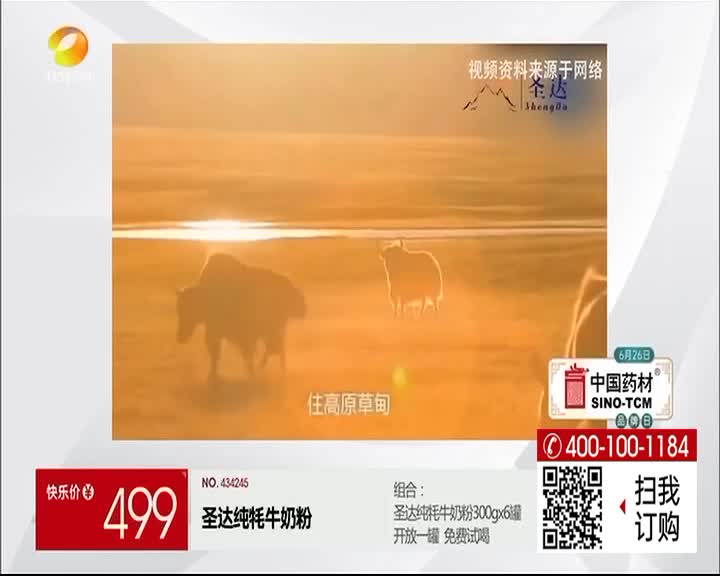 视频资料来源于网络
圣达
ShengDa
住高原草甸
6月26日
中国药材®
SINO-TCM
品牌日
400-100-1184
扫我
订购
快乐价¥
499
NO. 434245
圣达纯牦牛奶粉
组合：
圣达纯牦牛奶粉300gx6罐
开放一罐 免费试喝